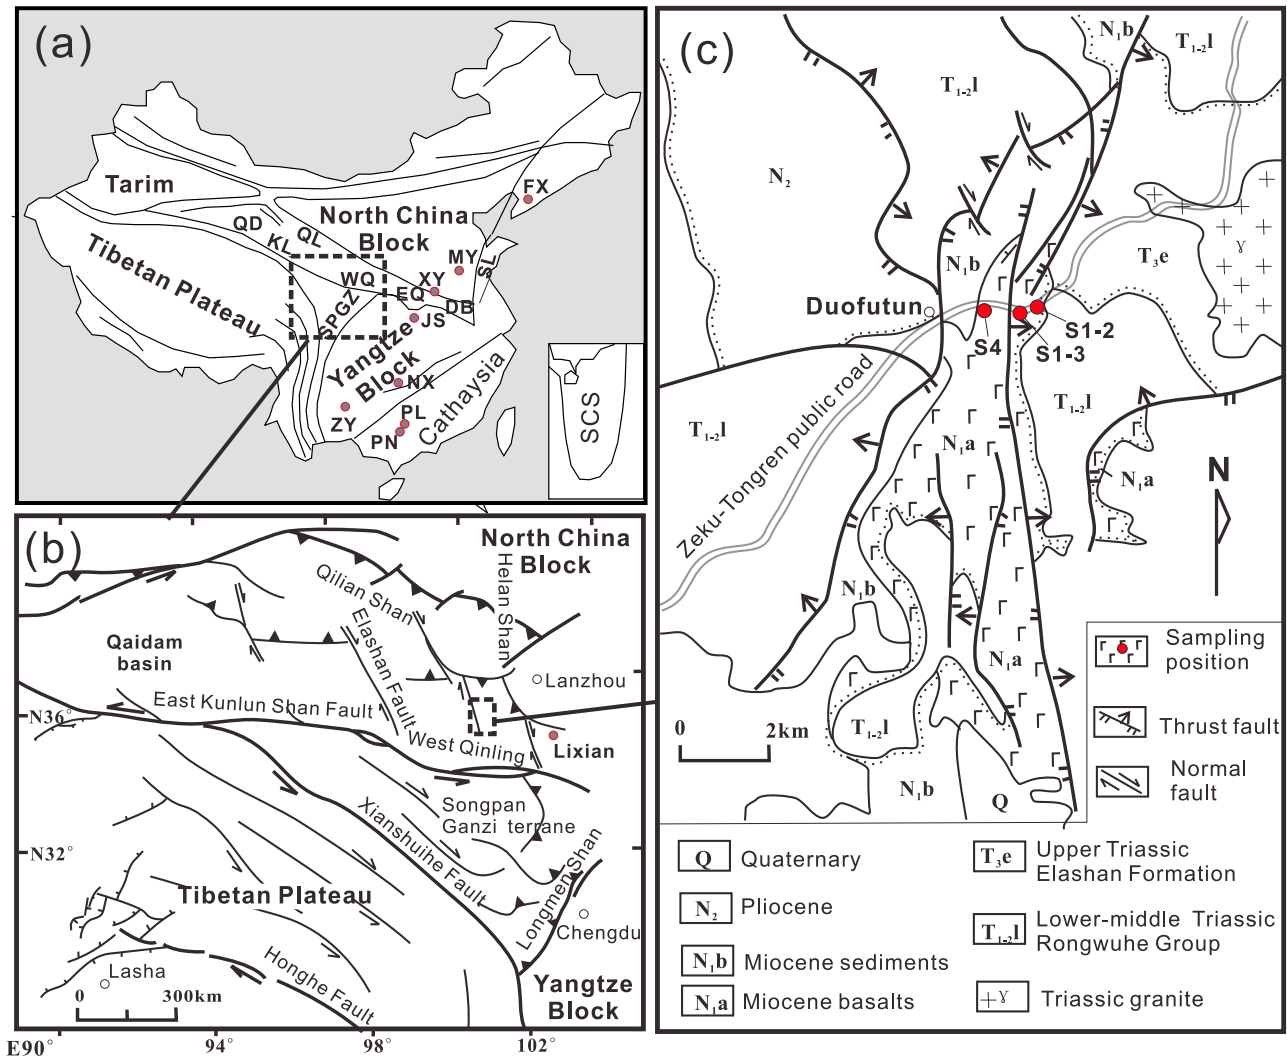 (a)
Tarim
FX
QD
KL
QL
North China
Block
MY
SL
Tibetan Plateau
WQ
XY
EQ
DB
SPGZ
JS
Yangtze
Block
NX
Cathaysia
ZY
PL
PN
SCS
(b)
North China
Block
Qilian Shan
Helan Shan
Elashan Fault
Qaidam
basin
Lanzhou
East Kunlun Shan Fault
N36°
West Qinling
Lixian
Songpan
Ganzi terrane
Xianshuihe Fault
N32°
Longmen Shan
Tibetan Plateau
Chengdu
Lasha
Honghe Fault
Yangtze
Block
0 300km
E90° 94° 98° 102°
(c)
N₁b
T₁₋₂l
T₁₋₂l
N₂
T₃e
ɣ
N₁b
Duofutun
S4
S1-2
S1-3
T₁₋₂l
T₁₋₂l
Zeku-Tongren public road
N₁a
N₁a
N
N₁b
N₁a
T₁₋₂l
0 2km
N₁b
Q
Sampling
position
Thrust fault
Normal
fault
Q Quaternary
N₂ Pliocene
N₁b Miocene sediments
N₁a Miocene basalts
T₃e Upper Triassic
Elashan Formation
T₁₋₂l Lower-middle Triassic
Rongwuhe Group
+ɣ Triassic granite